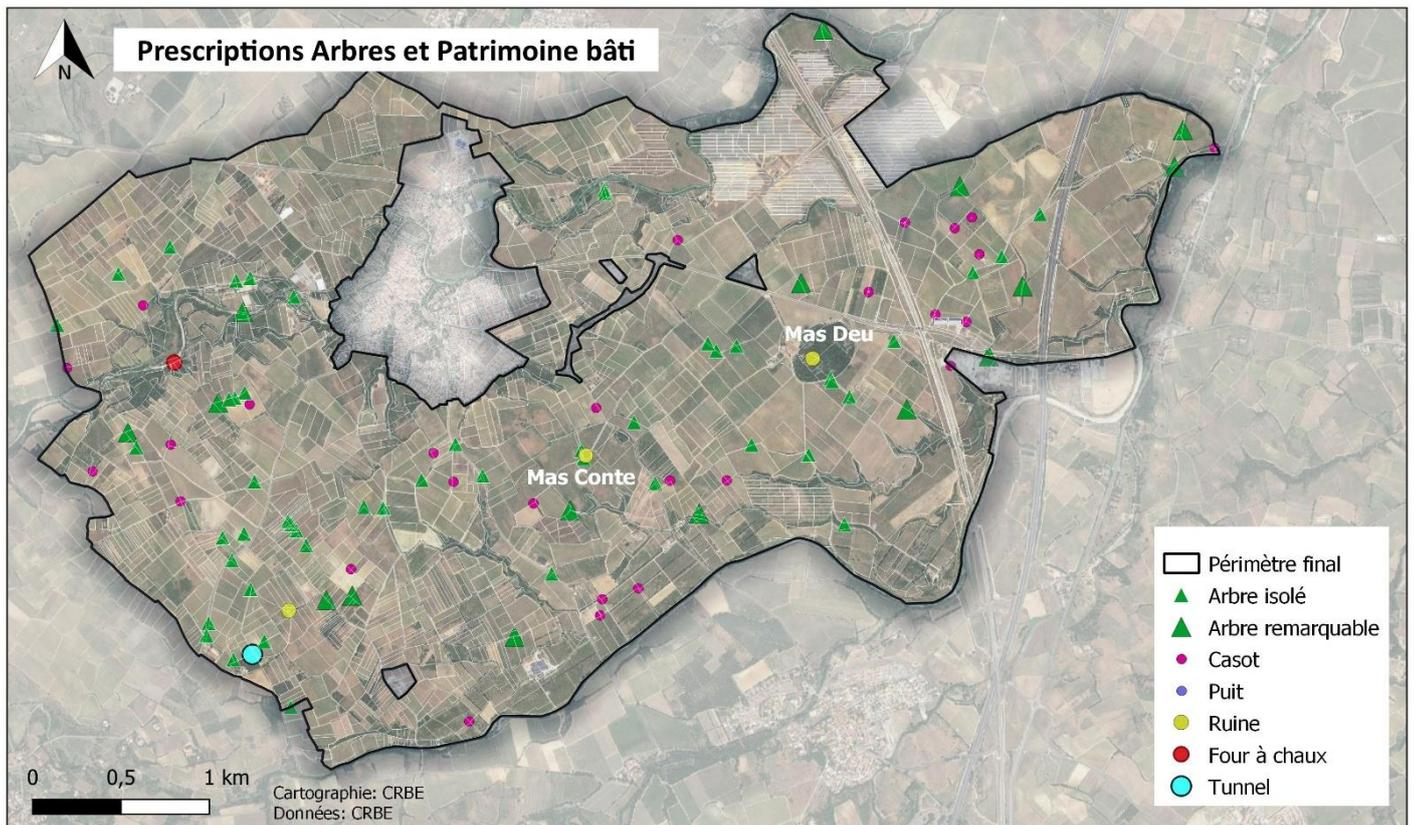 Prescriptions Arbres et Patrimoine bâti
N
Mas Deu
Mas Conte
Périmètre final
Arbre isolé
Arbre remarquable
Casot
Puit
Ruine
Four à chaux
Tunnel
0 0,5 1 km
Cartographie: CRBE
Données: CRBE